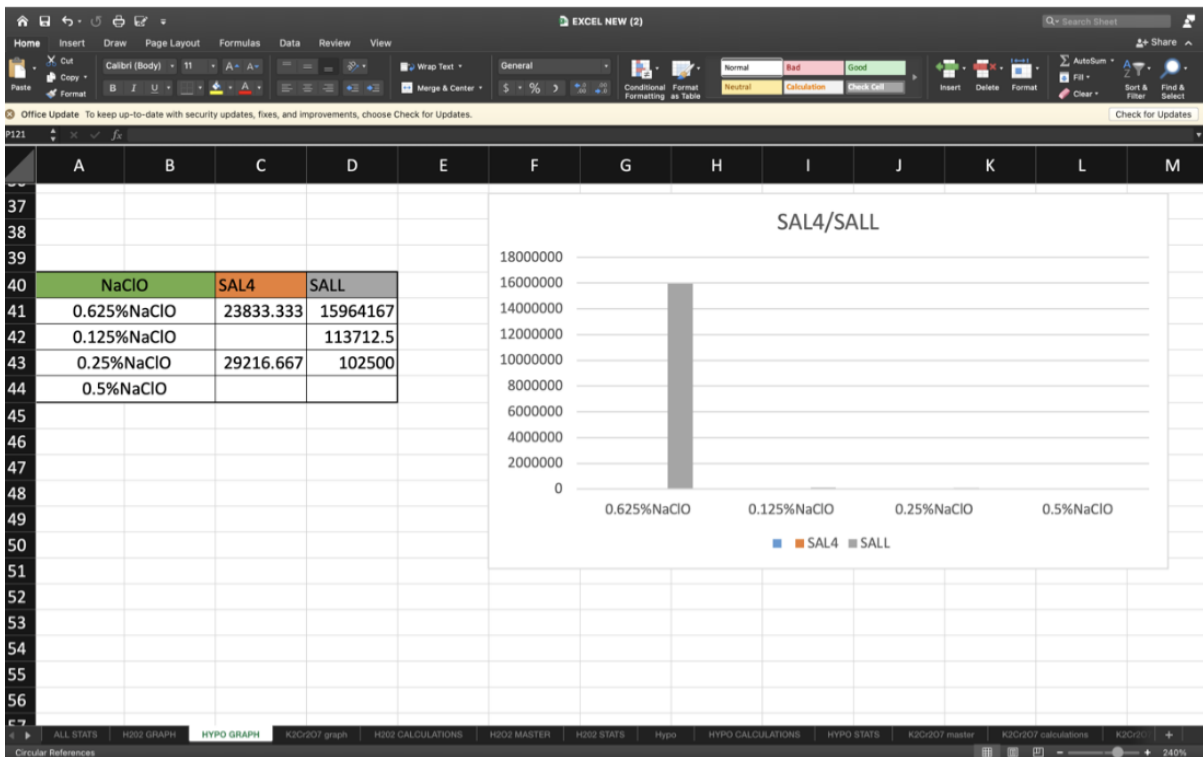 EXCEL NEW (2)
Search Sheet
Home Insert Draw Page Layout Formulas Data Review View
Share
Paste
Cut
Copy
Format
Calibri (Body) 11
Wrap Text
Merge & Center
General
Conditional Formatting
Format as Table
Normal Bad Good
Neutral Calculation Check Cell
Insert Delete Format
AutoSum
Fill
Clear
Sort & Filter
Find & Select
Office Update To keep up-to-date with security updates, fixes, and improvements, choose Check for Updates.
Check for Updates
P121 fx
A B C D E F G H I J K L M
37
38
39
40 NaClO SAL4 SALL
41 0.625%NaClO 23833.333 15964167
42 0.125%NaClO 113712.5
43 0.25%NaClO 29216.667 102500
44 0.5%NaClO
45
46
47
48
49
50
51
52
53
54
55
56
57
SAL4/SALL
18000000
16000000
14000000
12000000
10000000
8000000
6000000
4000000
2000000
0
0.625%NaClO 0.125%NaClO 0.25%NaClO 0.5%NaClO
SAL4 SALL
ALL STATS H202 GRAPH HYPO GRAPH K2Cr2O7 graph H202 CALCULATIONS H2O2 MASTER H202 STATS Hypo HYPO CALCULATIONS HYPO STATS K2Cr2O7 master K2Cr2O7 calculations
Circular References
240%